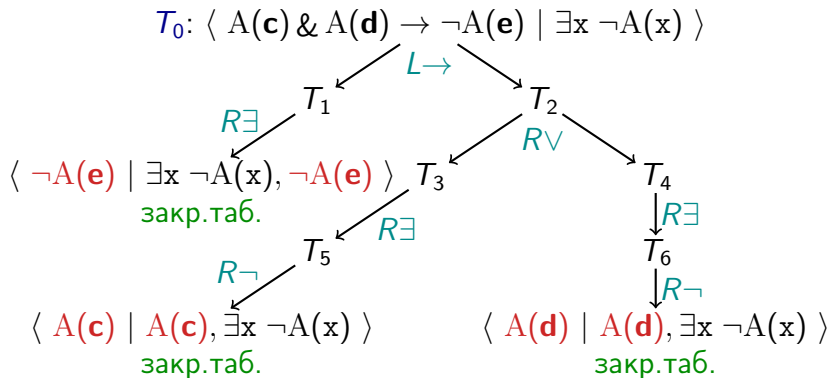 T₀: ⟨ A(c) & A(d) → ¬A(e) | ∃x ¬A(x) ⟩
L→
T₁ T₂
R∃ R∨
⟨ ¬A(e) | ∃x ¬A(x), ¬A(e) ⟩ T₃ T₄
закр.таб.
R∃ R∃
T₅ T₆
R¬ R¬
⟨ A(c) | A(c), ∃x ¬A(x) ⟩ ⟨ A(d) | A(d), ∃x ¬A(x) ⟩
закр.таб. закр.таб.